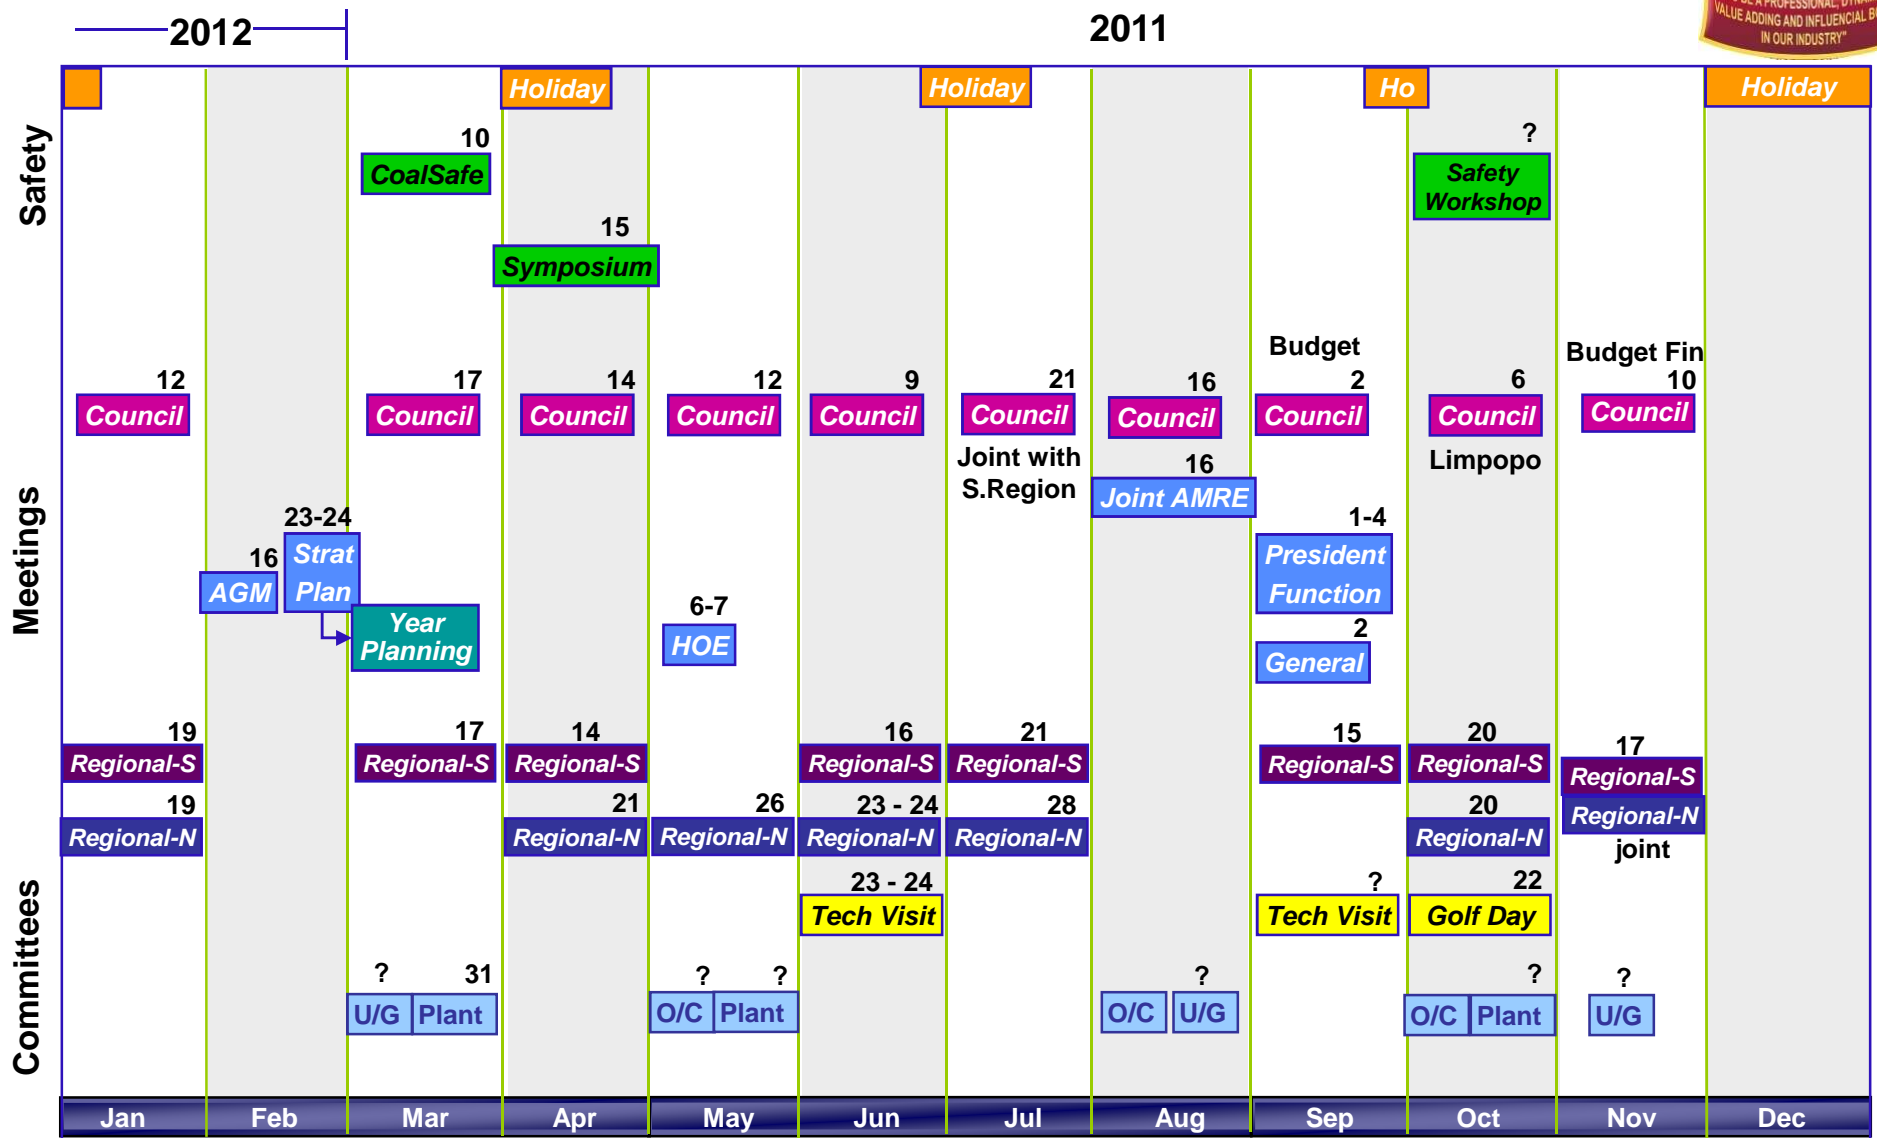 2012
2011
VALUE ADDING AND INFLUENCIAL
IN OUR INDUSTRY"
Holiday
Holiday
Ho
Holiday
Safety
10
CoalSafe
?
Safety
Workshop
15
Symposium
Meetings
Budget
Budget Fin
12
Council
17
Council
14
Council
12
Council
9
Council
21
Council
16
Council
2
Council
6
Council
10
Council
Joint with
S.Region
Limpopo
16
Joint AMRE
23-24
Strat
Plan
16
AGM
Year
Planning
6-7
HOE
1-4
President
Function
2
General
19
Regional-S
17
Regional-S
14
Regional-S
16
Regional-S
21
Regional-S
15
Regional-S
20
Regional-S
17
Regional-S
19
Regional-N
21
Regional-N
26
Regional-N
23 - 24
Regional-N
28
Regional-N
20
Regional-N
Regional-N
joint
Committees
23 - 24
Tech Visit
?
Tech Visit
22
Golf Day
? 31
U/G Plant
? ?
O/C Plant
?
O/C U/G
?
O/C Plant
?
U/G
Jan Feb Mar Apr May Jun Jul Aug Sep Oct Nov Dec